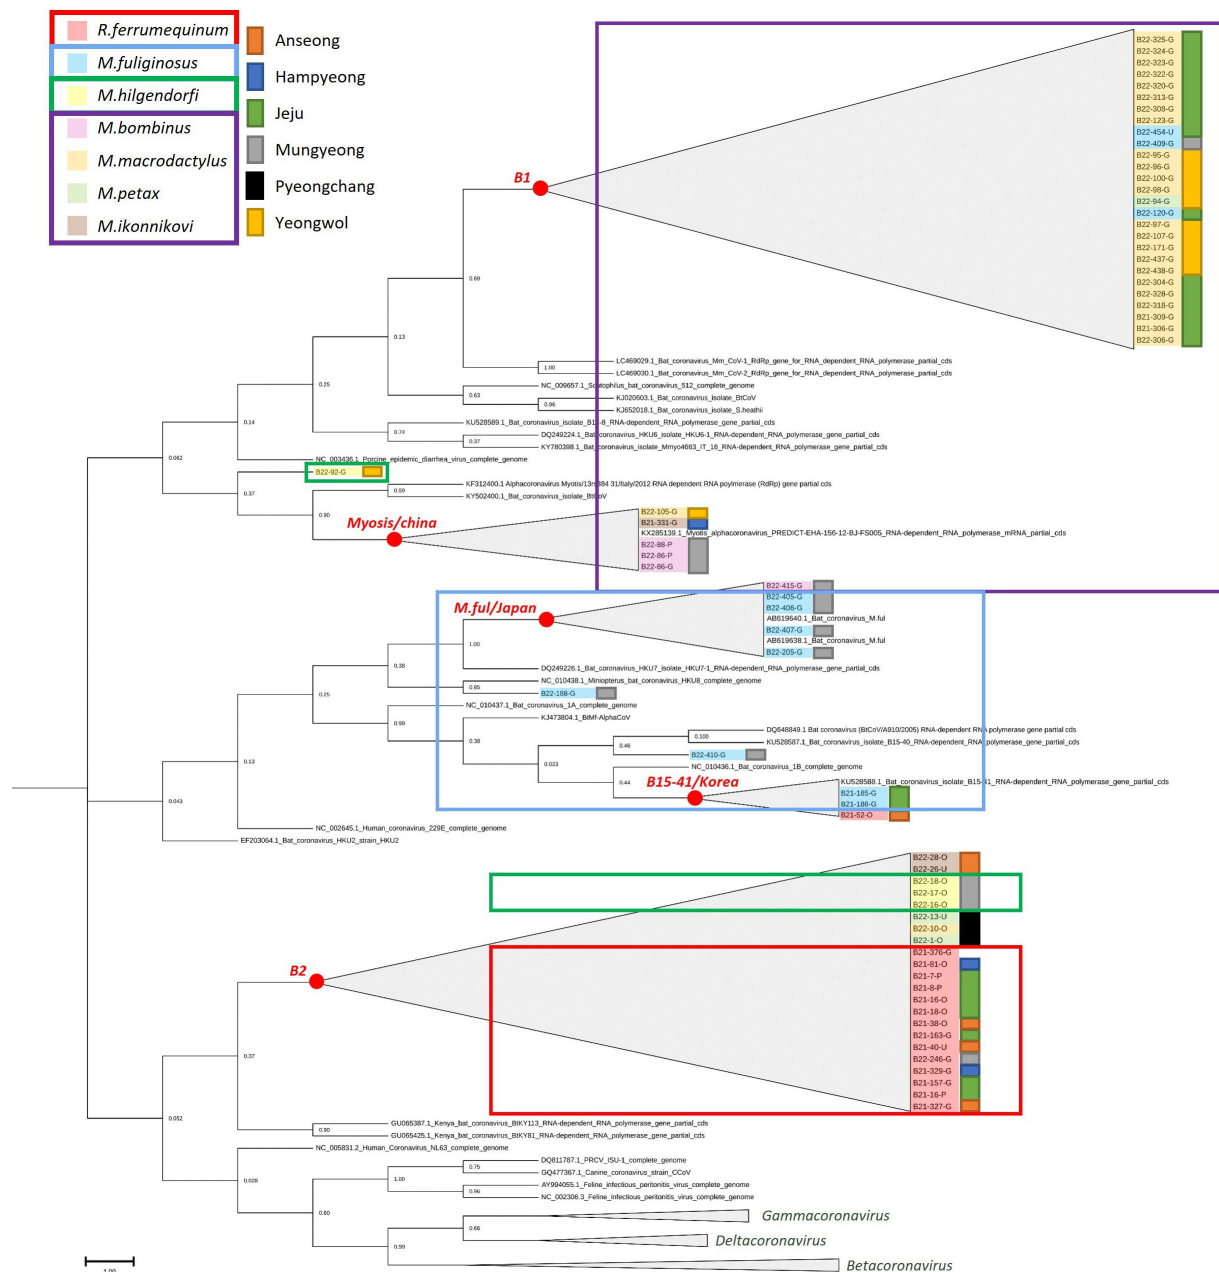 R.ferrumequinum
M.fuliginosus
M.hilgendorfi
M.bombinus
M.macrodactylus
M.petax
M.ikonnikovi
Anseong
Hampyeong
Jeju
Mungyeong
Pyeongchang
Yeongwol
B22-325-G
B22-324-G
B22-323-G
B22-322-G
B22-320-G
B22-313-G
B22-308-G
B22-123-G
B22-454-U
B22-409-G
B22-95-G
B22-96-G
B22-100-G
B22-98-G
B22-94-G
B22-120-G
B22-97-G
B22-107-G
B22-171-G
B22-437-G
B22-438-G
B22-304-G
B22-328-G
B22-318-G
B21-309-G
B21-306-G
B22-306-G
B1
0.69
0.13
LC469029.1_Bat_coronavirus_Mm_CoV-1_RdRp_gene_for_RNA_dependent_RNA_polymerase_partial_cds
1.00
LC469030.1_Bat_coronavirus_Mm_CoV-2_RdRp_gene_for_RNA_dependent_RNA_polymerase_partial_cds
0.25
NC_009657.1_Scotophilus_bat_coronavirus_512_complete_genome
0.63
KJ020603.1_Bat_coronavirus_isolate_BtCoV
0.96
KJ652018.1_Bat_coronavirus_isolate_S.heathii
0.14
KU528589.1_Bat_coronavirus_isolate_B15-8_RNA-dependent_RNA_polymerase_gene_partial_cds
0.74
DQ249224.1_Bat_coronavirus_HKU6_isolate_HKU6-1_RNA-dependent_RNA_polymerase_gene_partial_cds
0.37
KY780398.1_Bat_coronavirus_isolate_Mmyo4663_IT_16_RNA-dependent_RNA_polymerase_gene_partial_cds
0.062
NC_003436.1_Porcine_epidemic_diarrhea_virus_complete_genome
B22-92-G
0.37
KF312400.1 Alphacoronavirus Myotis/13rs384 31/Italy/2012 RNA dependent RNA poylmerase (RdRp) gene partial cds
0.59
KY502400.1_Bat_coronavirus_isolate_BtCoV
0.90
Myosis/china
B22-105-G
B21-331-G
KX285139.1_Myotis_alphacoronavirus_PREDICT-EHA-156-12-BJ-FS005_RNA-dependent_RNA_polymerase_mRNA_partial_cds
B22-88-P
B22-86-P
B22-86-G
M.ful/Japan
B22-415-G
B22-405-G
B22-406-G
AB619640.1_Bat_coronavirus_M.ful
B22-407-G
AB619638.1_Bat_coronavirus_M.ful
B22-205-G
1.00
0.38
DQ249226.1_Bat_coronavirus_HKU7_isolate_HKU7-1_RNA-dependent_RNA_polymerase_gene_partial_cds
NC_010438.1_Miniopterus_bat_coronavirus_HKU8_complete_genome
0.85
B22-188-G
0.25
NC_010437.1_Bat_coronavirus_1A_complete_genome
0.99
KJ473804.1_BtMf-AlphaCoV
0.38
DQ648849.1 Bat coronavirus (BtCoV/A910/2005) RNA-dependent RNA polymerase gene partial cds
0.100
KU528587.1_Bat_coronavirus_isolate_B15-40_RNA-dependent_RNA_polymerase_gene_partial_cds
0.46
B22-410-G
0.023
NC_010436.1_Bat_coronavirus_1B_complete_genome
0.44
B15-41/Korea
KU528588.1_Bat_coronavirus_isolate_B15-41_RNA-dependent_RNA_polymerase_gene_partial_cds
B21-185-G
B21-186-G
B21-52-O
0.13
0.043
NC_002645.1_Human_coronavirus_229E_complete_genome
EF203064.1_Bat_coronavirus_HKU2_strain_HKU2
B22-28-O
B22-26-U
B22-18-O
B22-17-O
B22-16-O
B22-13-U
B22-10-O
B22-1-O
B21-376-G
B21-81-O
B21-7-P
B21-8-P
B21-16-O
B21-18-O
B21-38-O
B21-163-G
B21-40-U
B22-246-G
B21-329-G
B21-157-G
B21-16-P
B21-327-G
B2
0.37
0.052
GU065387.1_Kenya_bat_coronavirus_BtKY113_RNA-dependent_RNA_polymerase_gene_partial_cds
0.90
GU065425.1_Kenya_bat_coronavirus_BtKY81_RNA-dependent_RNA_polymerase_gene_partial_cds
NC_005831.2_Human_Coronavirus_NL63_complete_genome
0.028
DQ811787.1_PRCV_ISU-1_complete_genome
0.75
GQ477367.1_Canine_coronavirus_strain_CCoV
1.00
AY994055.1_Feline_infectious_peritonitis_virus_complete_genome
0.96
NC_002306.3_Feline_infectious_peritonitis_virus_complete_genome
0.60
Gammacoronavirus
0.66
Deltacoronavirus
0.99
Betacoronavirus
1.00